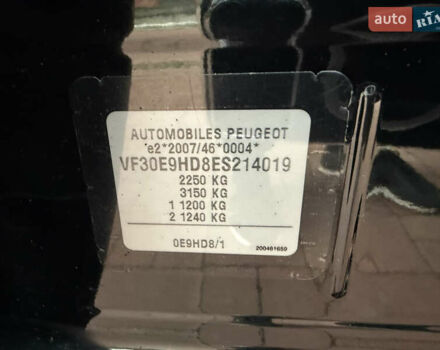 auto RIA
AUTOMOBILES PEUGEOT
e2*2007/46*0004*
VF30E9HD8ES214019
2250 KG
3150 KG
1 1200 KG
2 1240 KG
0E9HD8/1
200461659